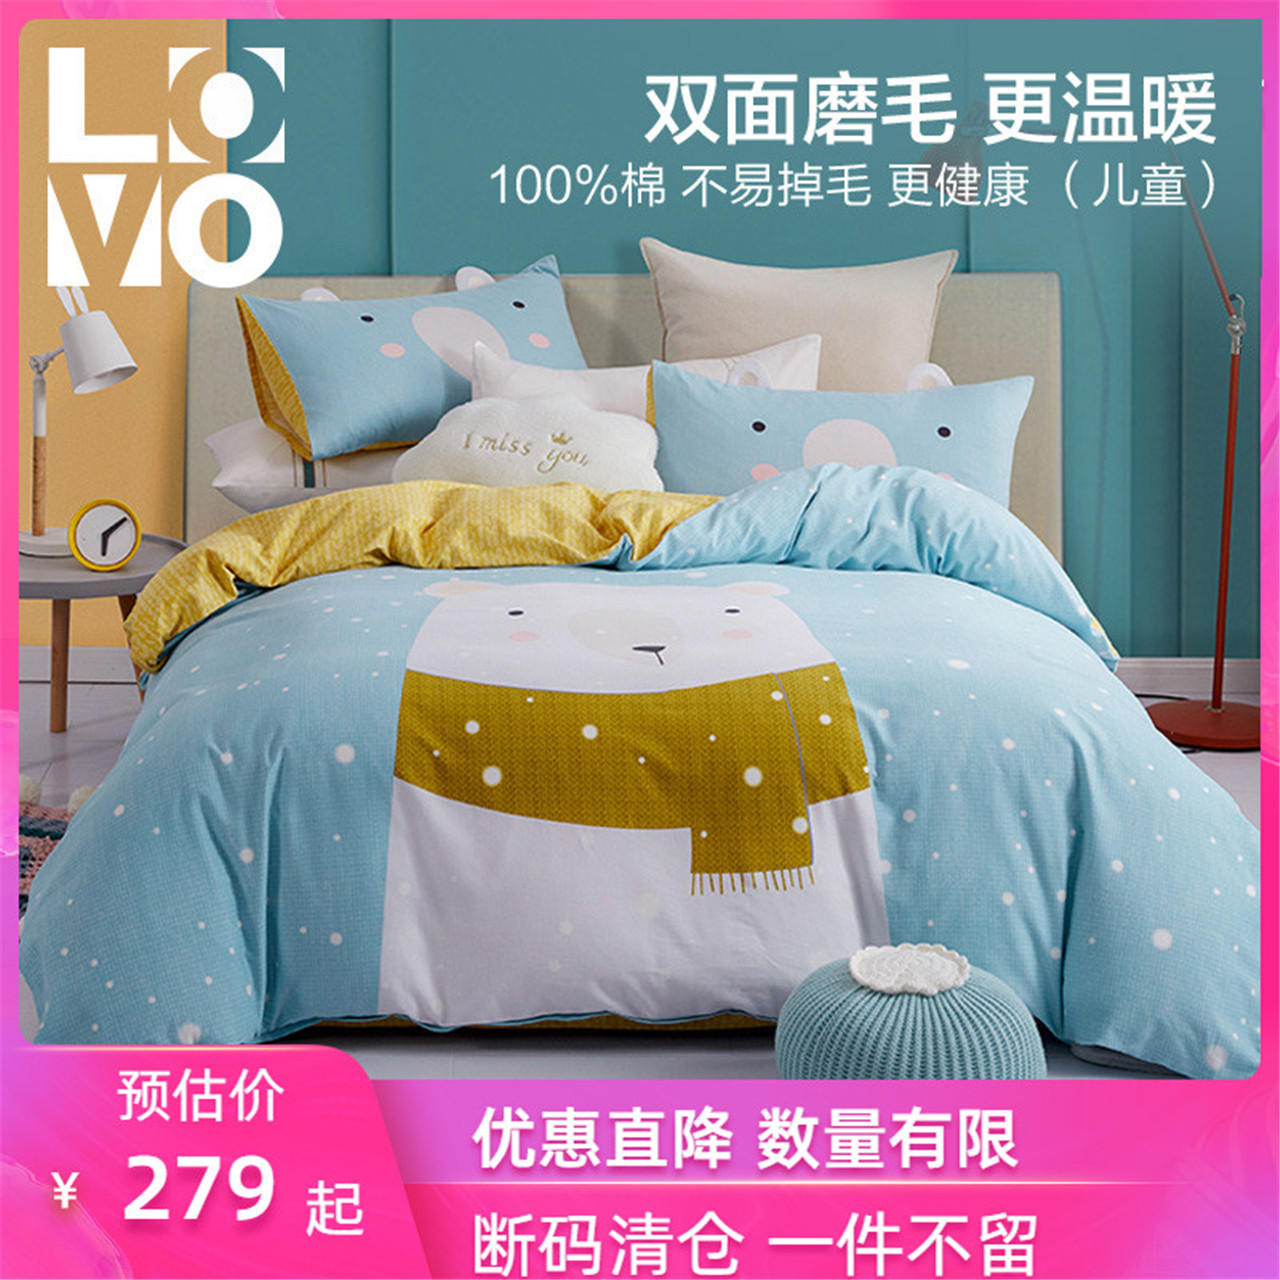 LO
VO
双面磨毛 更温暖
100%棉 不易掉毛 更健康（儿童）
I miss you
预估价
¥ 279 起
优惠直降 数量有限
断码清仓 一件不留